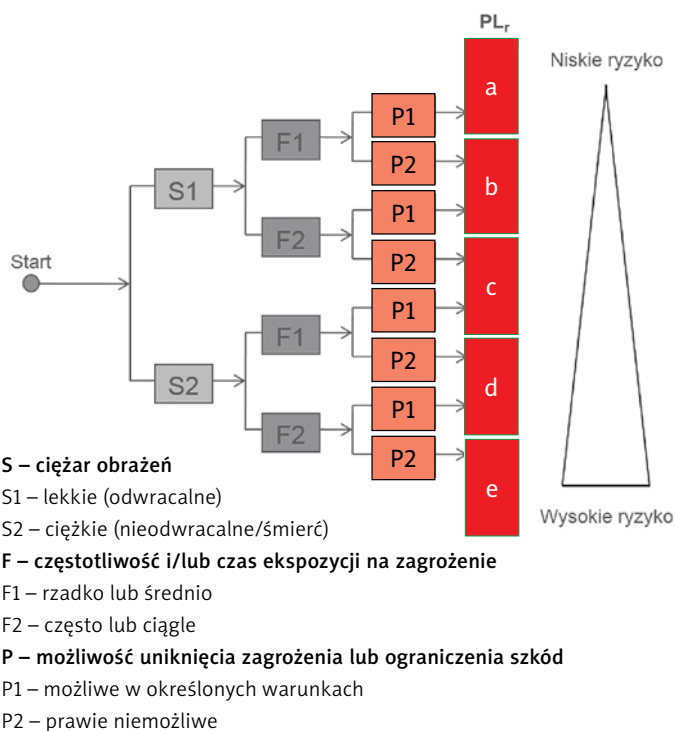 PLr
Niskie ryzyko
a
P1
F1
P2
b
S1
P1
F2
P2
Start
c
P1
F1
P2
S2
d
P1
F2
P2
e
Wysokie ryzyko
S – ciężar obrażeń
S1 – lekkie (odwracalne)
S2 – ciężkie (nieodwracalne/śmierć)
F – częstotliwość i/lub czas ekspozycji na zagrożenie
F1 – rzadko lub średnio
F2 – często lub ciągle
P – możliwość uniknięcia zagrożenia lub ograniczenia szkód
P1 – możliwe w określonych warunkach
P2 – prawie niemożliwe